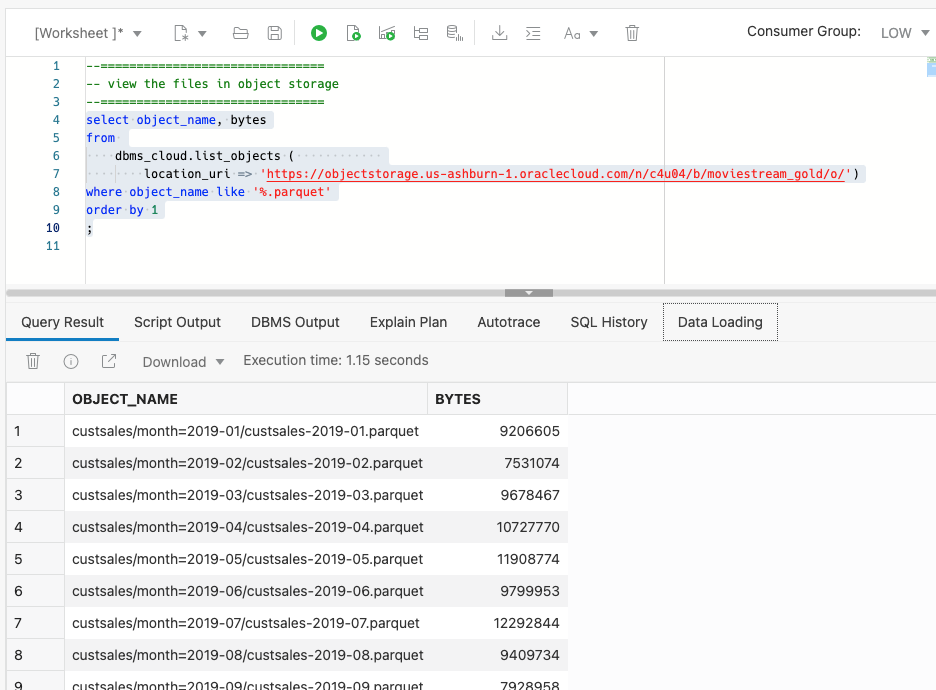 [Worksheet ]* Aa Consumer Group: LOW
1 --===============================
2 -- view the files in object storage
3 --===============================
4 select object_name, bytes
5 from
6 dbms_cloud.list_objects (
7 location_uri => 'https://objectstorage.us-ashburn-1.oraclecloud.com/n/c4u04/b/moviestream_gold/o/')
8 where object_name like '%.parquet'
9 order by 1
10 ;
11
Query Result Script Output DBMS Output Explain Plan Autotrace SQL History Data Loading
Download Execution time: 1.15 seconds
OBJECT_NAME BYTES
1 custsales/month=2019-01/custsales-2019-01.parquet 9206605
2 custsales/month=2019-02/custsales-2019-02.parquet 7531074
3 custsales/month=2019-03/custsales-2019-03.parquet 9678467
4 custsales/month=2019-04/custsales-2019-04.parquet 10727770
5 custsales/month=2019-05/custsales-2019-05.parquet 11908774
6 custsales/month=2019-06/custsales-2019-06.parquet 9799953
7 custsales/month=2019-07/custsales-2019-07.parquet 12292844
8 custsales/month=2019-08/custsales-2019-08.parquet 9409734
9 custsales/month=2019-09/custsales-2019-09.parquet 7928958